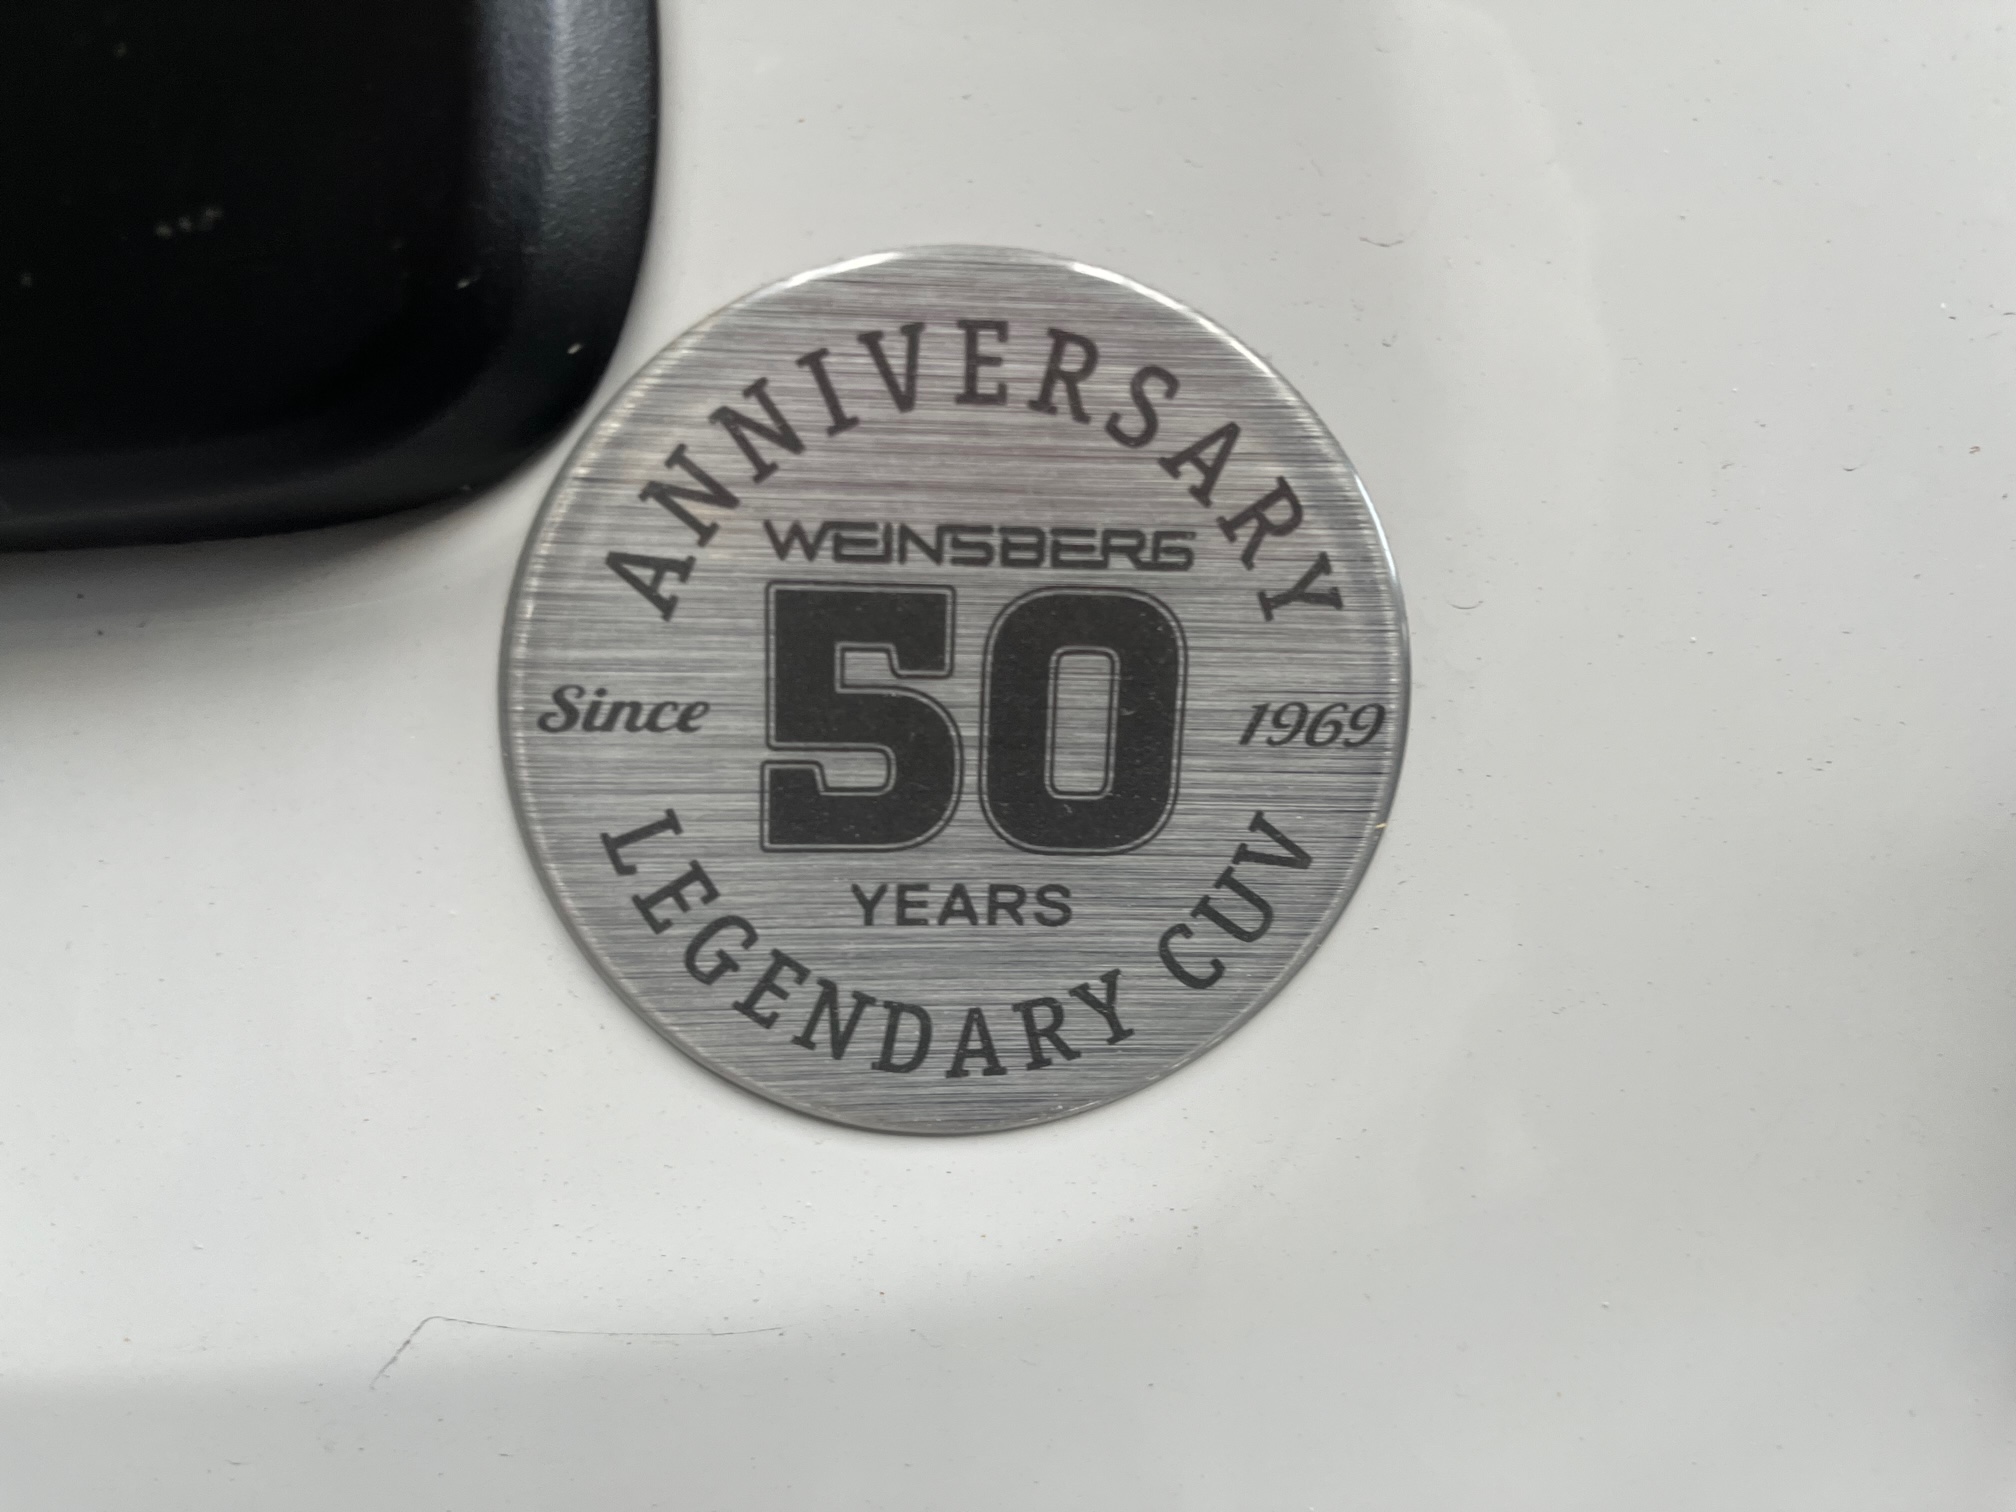 ANNIVERSARY
WEINSBERG
50
Since 1969
YEARS
LEGENDARY CUV